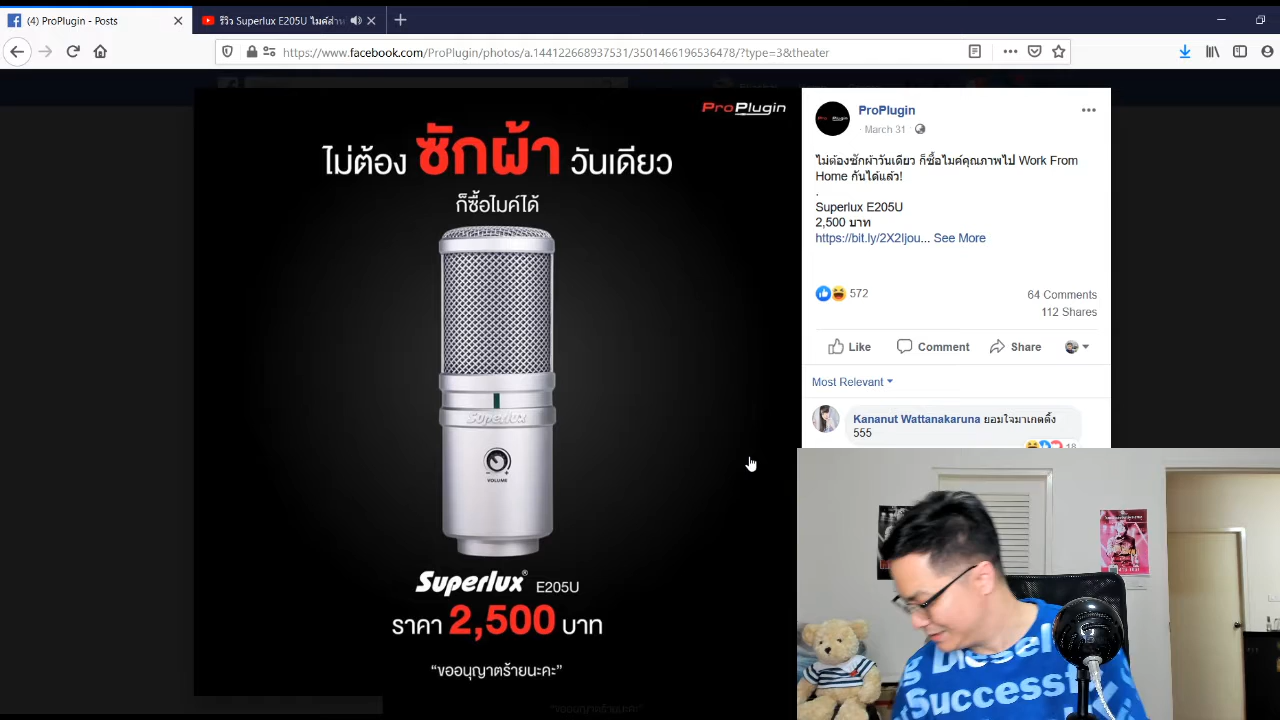 (4) ProPlugin - Posts
รีวิว Superlux E205U ไมค์สำห
https://www.facebook.com/ProPlugin/photos/a.144122668937531/3501466196536478/?type=3&theater
ProPlugin
ไม่ต้อง ซักผ้า วันเดียว
ก็ซื้อไมค์ได้
Superlux
VOLUME
Superlux® E205U
ราคา 2,500 บาท
“ขออนุญาตร้ายนะคะ”
ProPlugin
· March 31 ·
ไม่ต้องซักผ้าวันเดียว ก็ซื้อไมค์คุณภาพไป Work From
Home กันได้แล้ว!
.
Superlux E205U
2,500 บาท
https://bit.ly/2X2Ijou... See More
572
64 Comments
112 Shares
Like Comment Share
Most Relevant
Kananut Wattanakaruna ยอมใจมาเกตติ้ง
555
18
Diesel
Successful